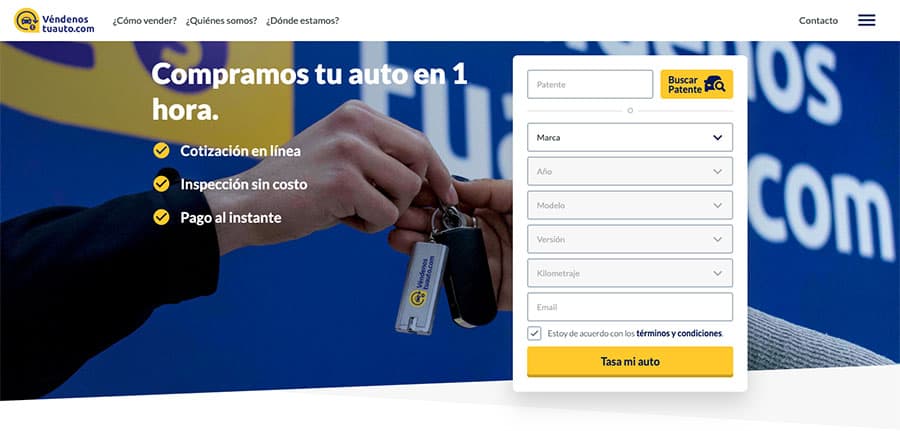 Véndenos
tuauto.com
¿Cómo vender?
¿Quiénes somos?
¿Dónde estamos?
Contacto
Compramos tu auto en 1
hora.
Cotización en línea
Inspección sin costo
Pago al instante
Véndenos
tuauto.com
denos
.com
Patente
Buscar
Patente
O
Marca
Año
Modelo
Versión
Kilometraje
Email
Estoy de acuerdo con los términos y condiciones.
Tasa mi auto